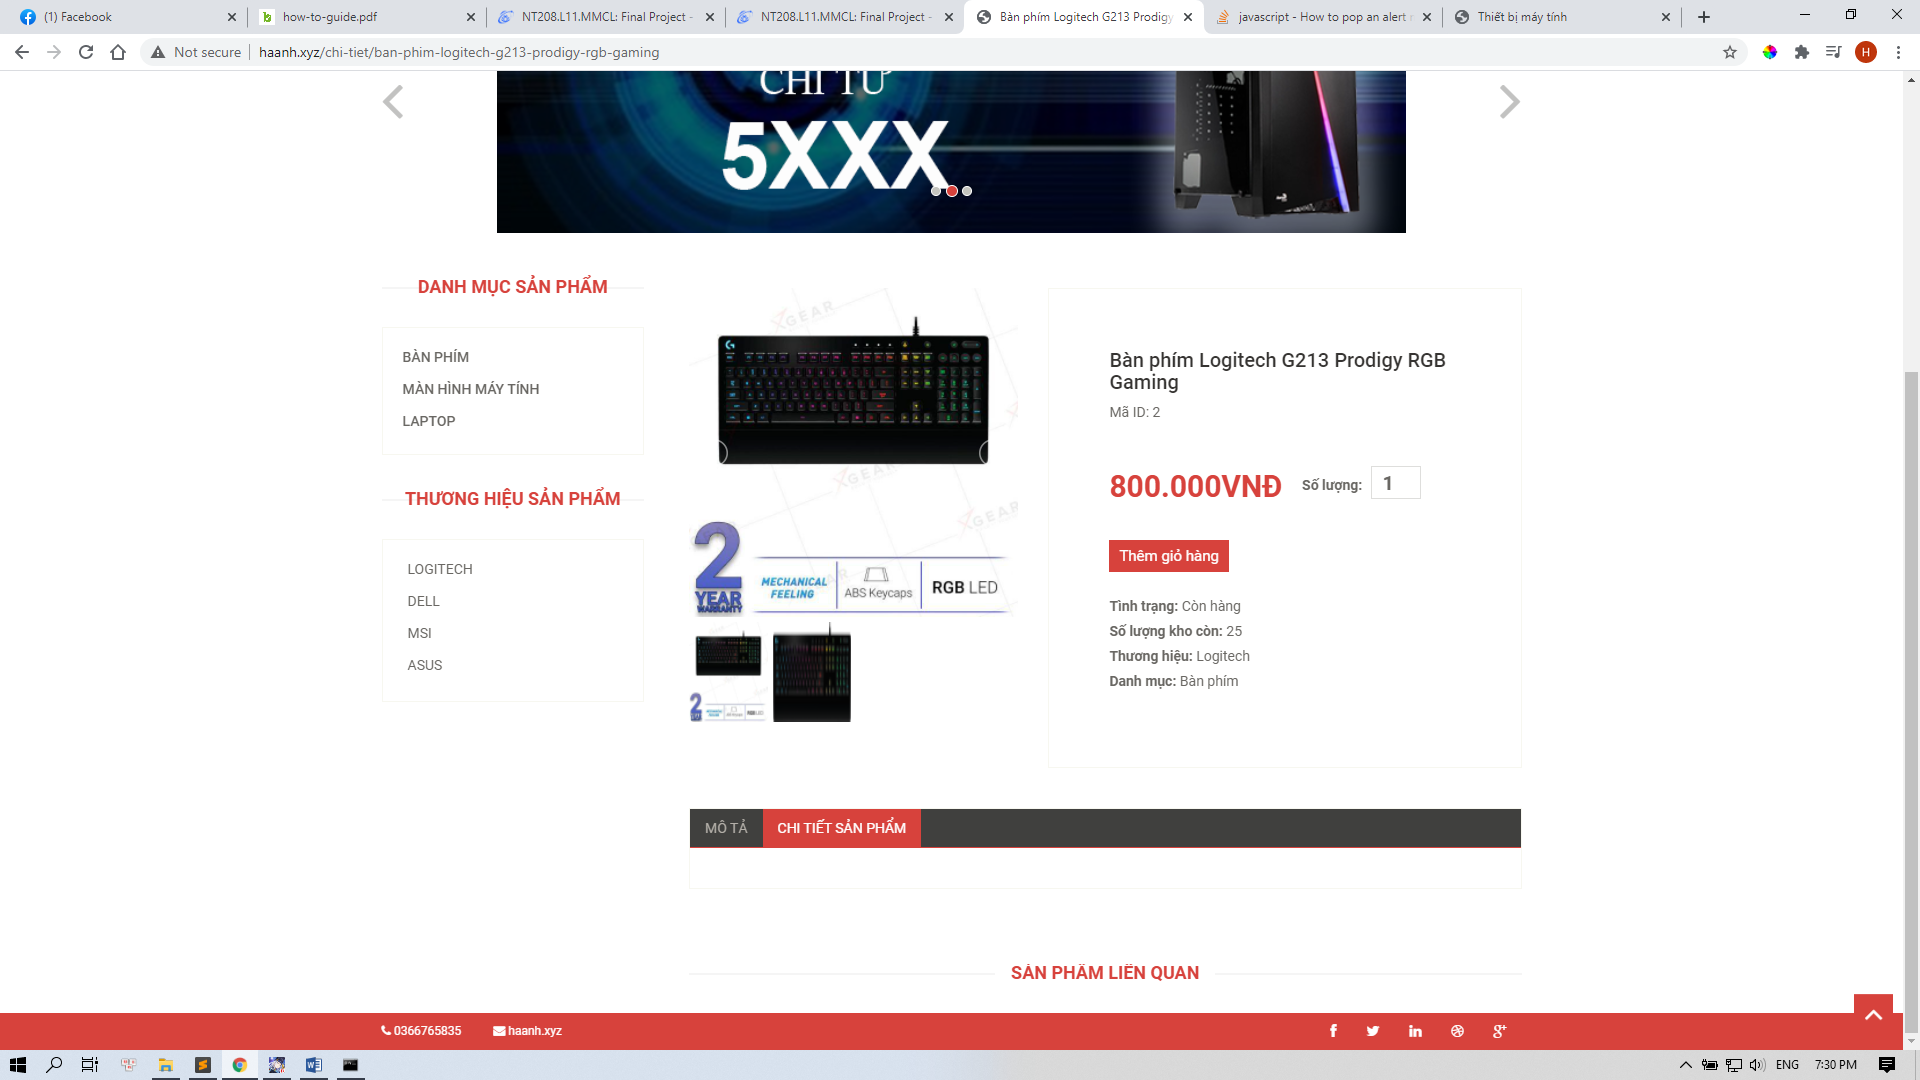 (1) Facebook
how-to-guide.pdf
NT208.L11.MMCL: Final Project -
NT208.L11.MMCL: Final Project -
Bàn phím Logitech G213 Prodigy
javascript - How to pop an alert
Thiết bị máy tính
Not secure
haanh.xyz/chi-tiet/ban-phim-logitech-g213-prodigy-rgb-gaming
H
CHỈ TỪ
5XXX
DANH MỤC SẢN PHẨM
BÀN PHÍM
MÀN HÌNH MÁY TÍNH
LAPTOP
THƯƠNG HIỆU SẢN PHẨM
LOGITECH
DELL
MSI
ASUS
XGEAR
XGEAR
XGEAR
2
YEAR
WARRANTY
MECHANICAL
FEELING
ABS Keycaps
RGB LED
Bàn phím Logitech G213 Prodigy RGB
Gaming
Mã ID: 2
800.000VNĐ
Số lượng:
1
Thêm giỏ hàng
Tình trạng: Còn hàng
Số lượng kho còn: 25
Thương hiệu: Logitech
Danh mục: Bàn phím
MÔ TẢ
CHI TIẾT SẢN PHẨM
SẢN PHẨM LIÊN QUAN
0366765835
haanh.xyz
ENG
7:30 PM